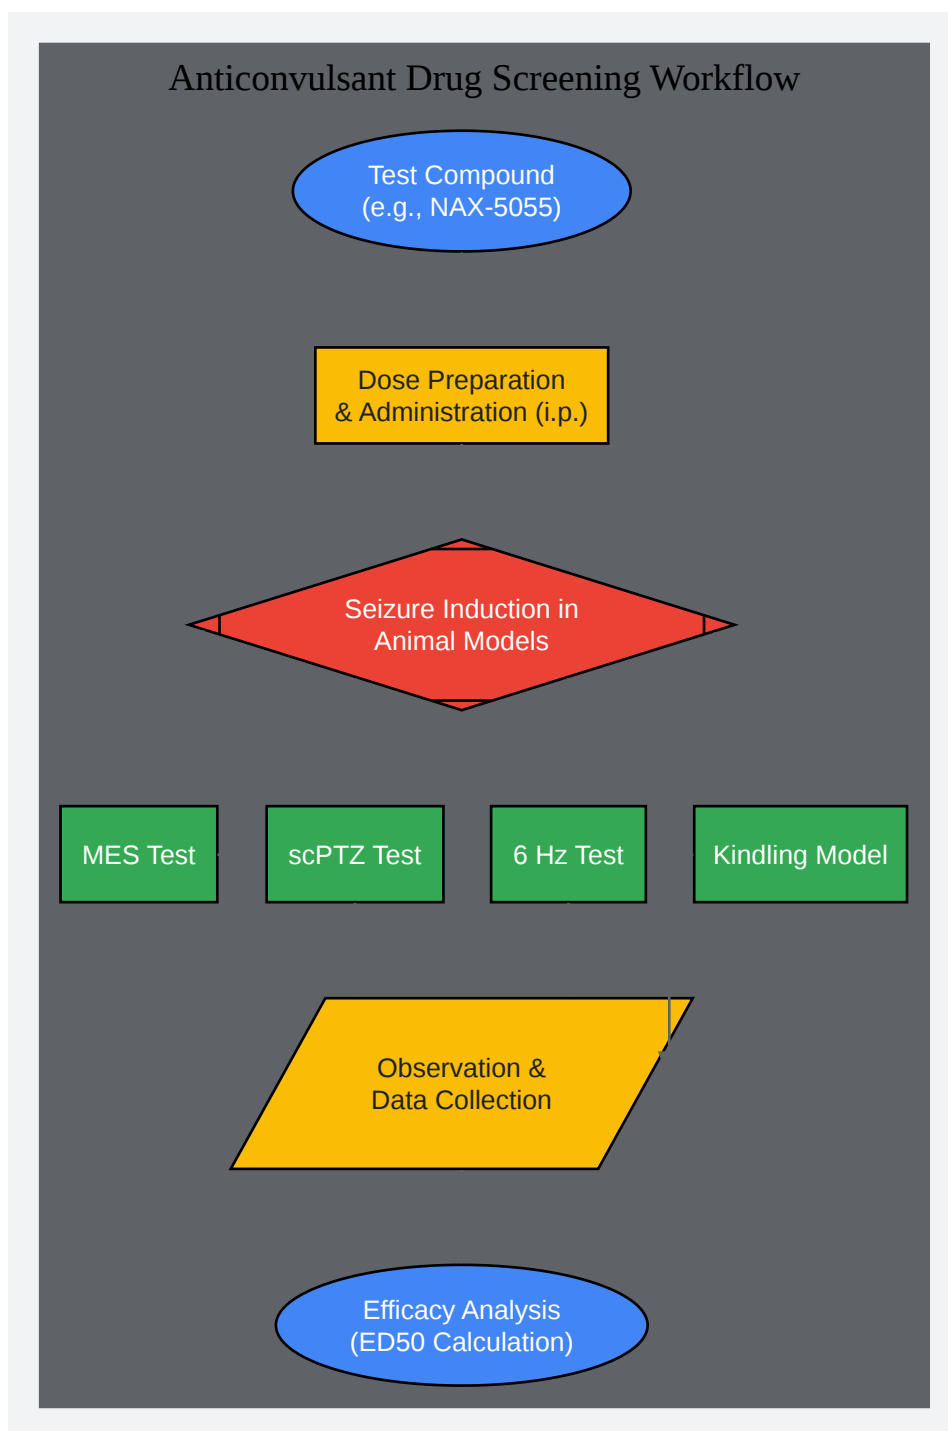 Anticonvulsant Drug Screening Workflow
Test Compound
(e.g., NAX-5055)
Dose Preparation
& Administration (i.p.)
Seizure Induction in
Animal Models
MES Test
scPTZ Test
6 Hz Test
Kindling Model
Observation &
Data Collection
Efficacy Analysis
(ED50 Calculation)